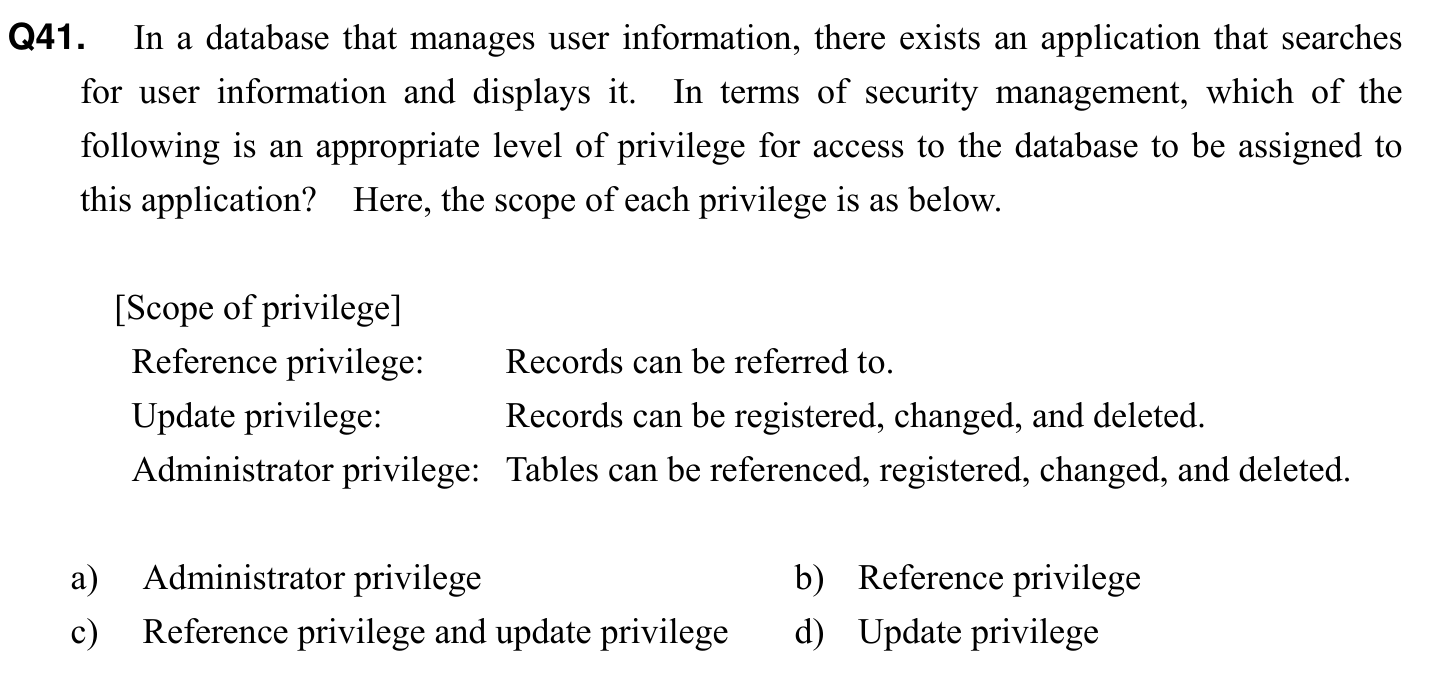 Q41. In a database that manages user information, there exists an application that searches
for user information and displays it. In terms of security management, which of the
following is an appropriate level of privilege for access to the database to be assigned to
this application? Here, the scope of each privilege is as below.
[Scope of privilege]
Reference privilege: Records can be referred to.
Update privilege: Records can be registered, changed, and deleted.
Administrator privilege: Tables can be referenced, registered, changed, and deleted.
a) Administrator privilege b) Reference privilege
c) Reference privilege and update privilege d) Update privilege